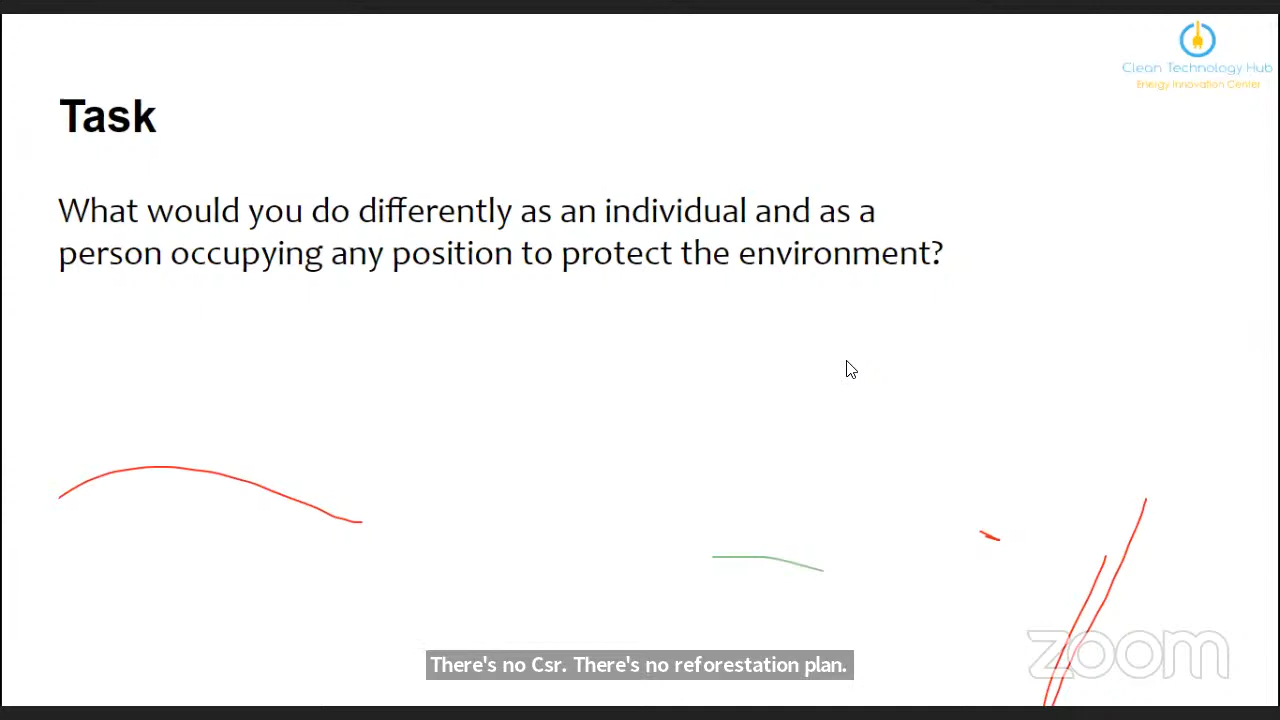 Clean Technology Hub
Energy Innovation Center
Task
What would you do differently as an individual and as a
person occupying any position to protect the environment?
There's no Csr. There's no reforestation plan.
zoom